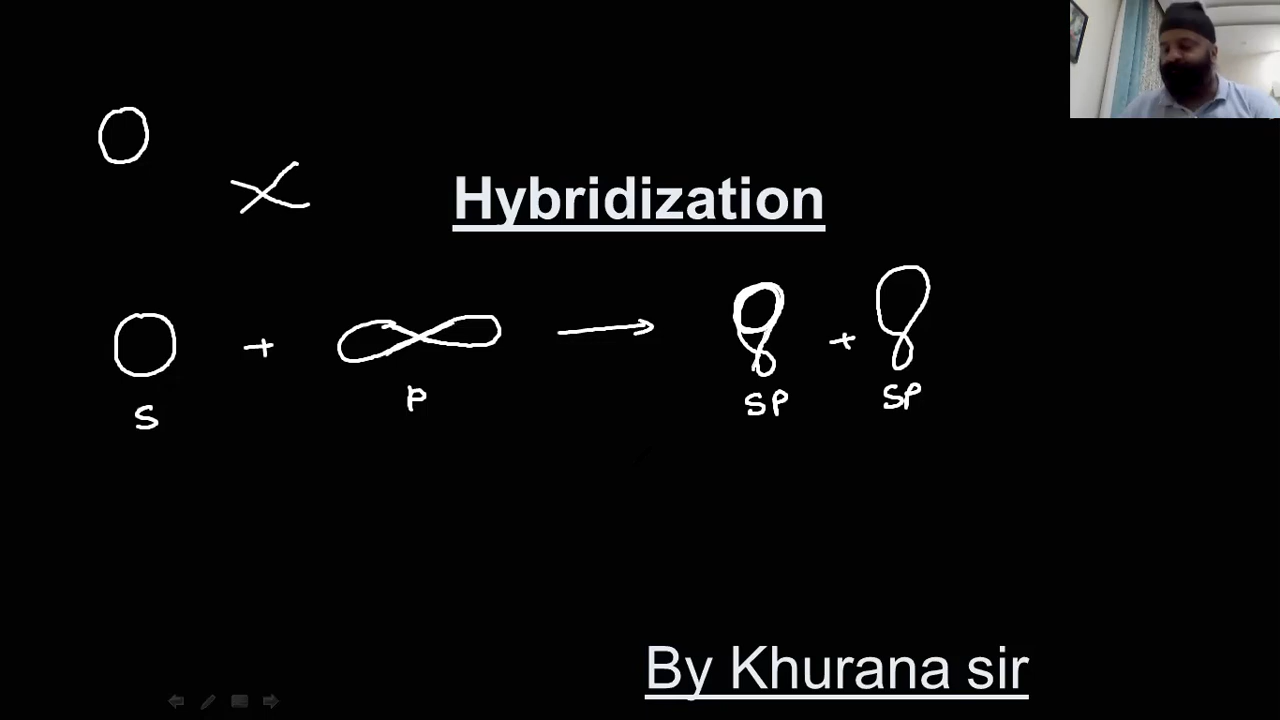 Hybridization
+ → +
S P SP SP
By Khurana sir